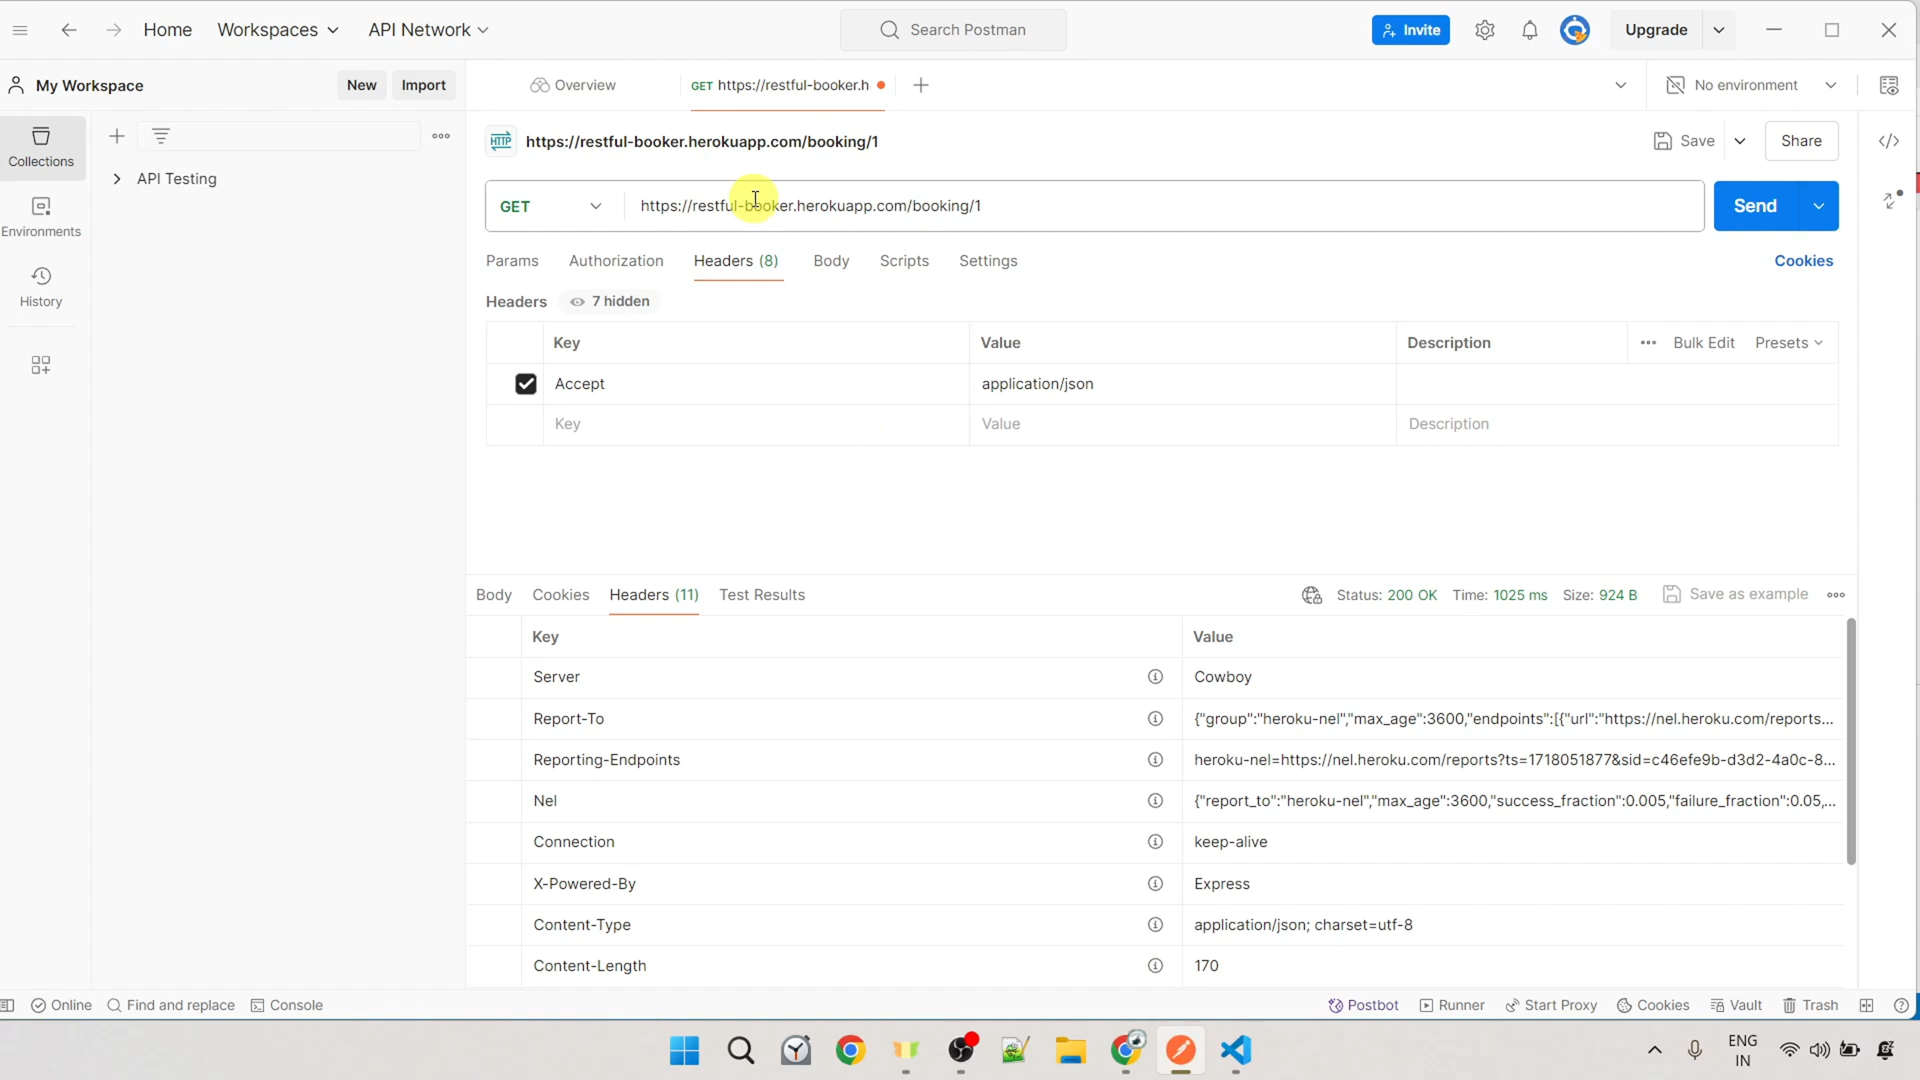 Home Workspaces API Network Search Postman Invite Upgrade
My Workspace New Import Overview GET https://restful-booker.h No environment
Collections
Environments
History
API Testing
HTTP https://restful-booker.herokuapp.com/booking/1 Save Share
GET https://restful-booker.herokuapp.com/booking/1 Send
Params Authorization Headers (8) Body Scripts Settings Cookies
Headers 7 hidden
Key Value Description Bulk Edit Presets
Accept application/json
Key Value Description
Body Cookies Headers (11) Test Results Status: 200 OK Time: 1025 ms Size: 924 B Save as example
Key Value
Server Cowboy
Report-To {"group":"heroku-nel","max_age":3600,"endpoints":[{"url":"https://nel.heroku.com/reports...
Reporting-Endpoints heroku-nel=https://nel.heroku.com/reports?ts=1718051877&sid=c46efe9b-d3d2-4a0c-8...
Nel {"report_to":"heroku-nel","max_age":3600,"success_fraction":0.005,"failure_fraction":0.05,...
Connection keep-alive
X-Powered-By Express
Content-Type application/json; charset=utf-8
Content-Length 170
Online Find and replace Console Postbot Runner Start Proxy Cookies Vault Trash
ENG
IN